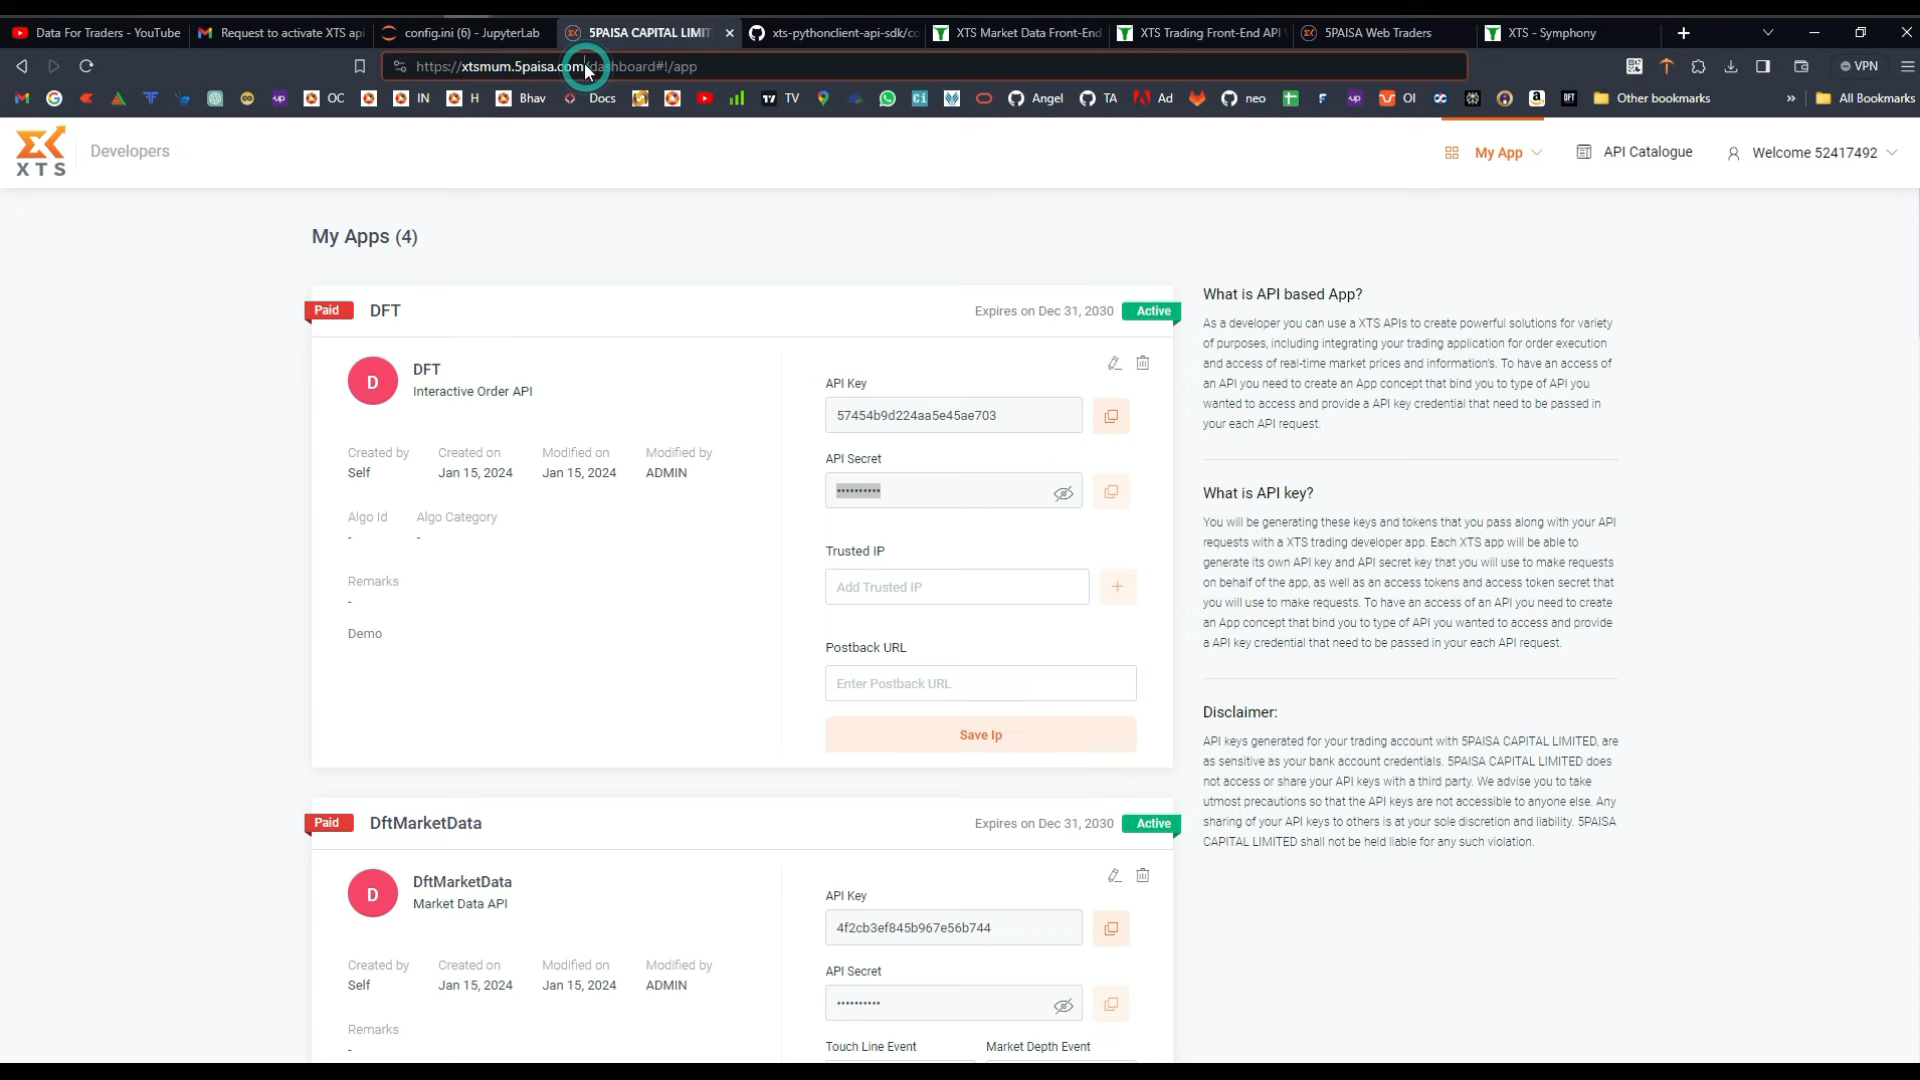 Data For Traders - YouTube
Request to activate XTS api
config.ini (6) - JupyterLab
5PAISA CAPITAL LIMIT
xts-pythonclient-api-sdk/cc
XTS Market Data Front-End
XTS Trading Front-End API
5PAISA Web Traders
XTS - Symphony
https://xtsmum.5paisa.com/dashboard#!/app
VPN
OC
IN
H
Bhav
Docs
TV
Angel
TA
Ad
neo
OI
Other bookmarks
»
All Bookmarks
XTS
Developers
My App
API Catalogue
Welcome 52417492
My Apps (4)
Paid
DFT
Expires on Dec 31, 2030
Active
D
DFT
Interactive Order API
Created by
Created on
Modified on
Modified by
Self
Jan 15, 2024
Jan 15, 2024
ADMIN
Algo Id
Algo Category
-
-
Remarks
-
Demo
API Key
57454b9d224aa5e45ae703
API Secret
••••••••••
Trusted IP
Add Trusted IP
+
Postback URL
Enter Postback URL
Save Ip
Paid
DftMarketData
Expires on Dec 31, 2030
Active
D
DftMarketData
Market Data API
Created by
Created on
Modified on
Modified by
Self
Jan 15, 2024
Jan 15, 2024
ADMIN
Remarks
-
API Key
4f2cb3ef845b967e56b744
API Secret
••••••••••
Touch Line Event
Market Depth Event
What is API based App?
As a developer you can use a XTS APIs to create powerful solutions for variety
of purposes, including integrating your trading application for order execution
and access of real-time market prices and information's. To have an access of
an API you need to create an App concept that bind you to type of API you
wanted to access and provide a API key credential that need to be passed in
your each API request.
What is API key?
You will be generating these keys and tokens that you pass along with your API
requests with a XTS trading developer app. Each XTS app will be able to
generate its own API key and API secret key that you will use to make requests
on behalf of the app, as well as an access tokens and access token secret that
you will use to make requests. To have an access of an API you need to create
an App concept that bind you to type of API you wanted to access and provide
a API key credential that need to be passed in your each API request.
Disclaimer:
API keys generated for your trading account with 5PAISA CAPITAL LIMITED, are
as sensitive as your bank account credentials. 5PAISA CAPITAL LIMITED does
not access or share your API keys with a third party. We advise you to take
utmost precautions so that the API keys are not accessible to anyone else. Any
sharing of your API keys to others is at your sole discretion and liability. 5PAISA
CAPITAL LIMITED shall not be held liable for any such violation.